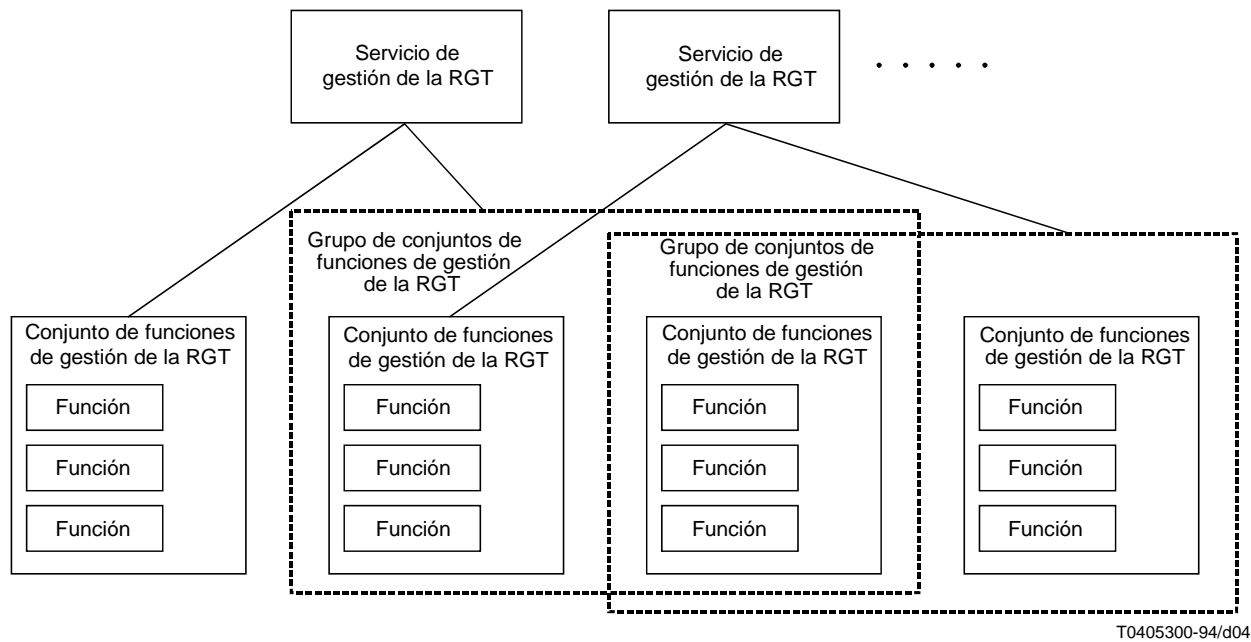 Servicio de
gestión de la RGT
Servicio de
gestión de la RGT
. . . . .
Grupo de conjuntos de
funciones de gestión
de la RGT
Grupo de conjuntos de
funciones de gestión
de la RGT
Conjunto de funciones
de gestión de la RGT
Función
Función
Función
Conjunto de funciones
de gestión de la RGT
Función
Función
Función
Conjunto de funciones
de gestión de la RGT
Función
Función
Función
Conjunto de funciones
de gestión de la RGT
Función
Función
Función
T0405300-94/d04